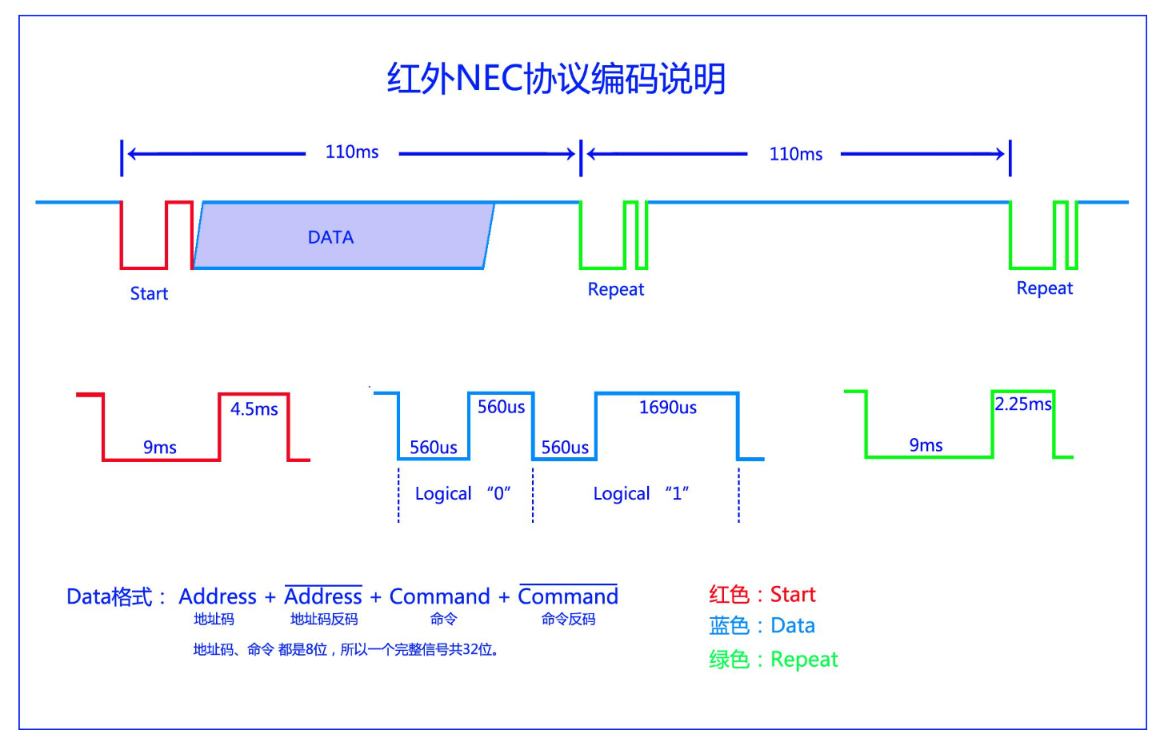 红外NEC协议编码说明
110ms 110ms
DATA
Start Repeat Repeat
4.5ms 560us 1690us 2.25ms
9ms 560us 560us 9ms
Logical “0” Logical “1”
Data格式： Address + Address + Command + Command
地址码 地址码反码 命令 命令反码
地址码、命令 都是8位，所以一个完整信号共32位。
红色：Start
蓝色：Data
绿色：Repeat